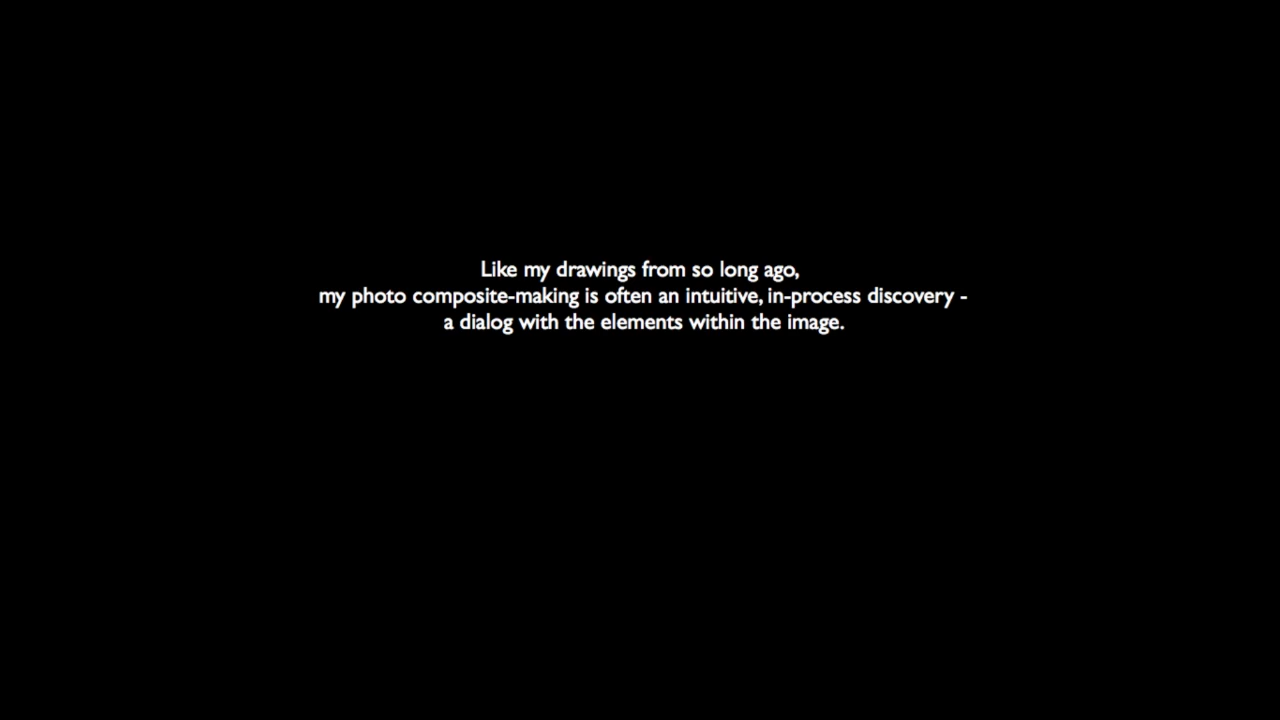 Like my drawings from so long ago,
my photo composite-making is often an intuitive, in-process discovery -
a dialog with the elements within the image.